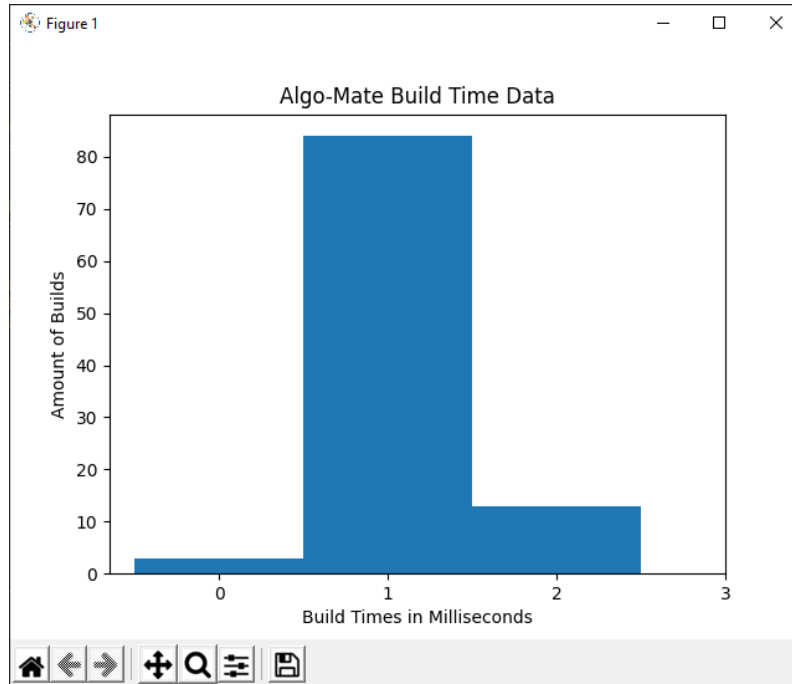 Figure 1
Algo-Mate Build Time Data
80
70
60
50
40
30
20
10
0
Amount of Builds
0 1 2 3
Build Times in Milliseconds